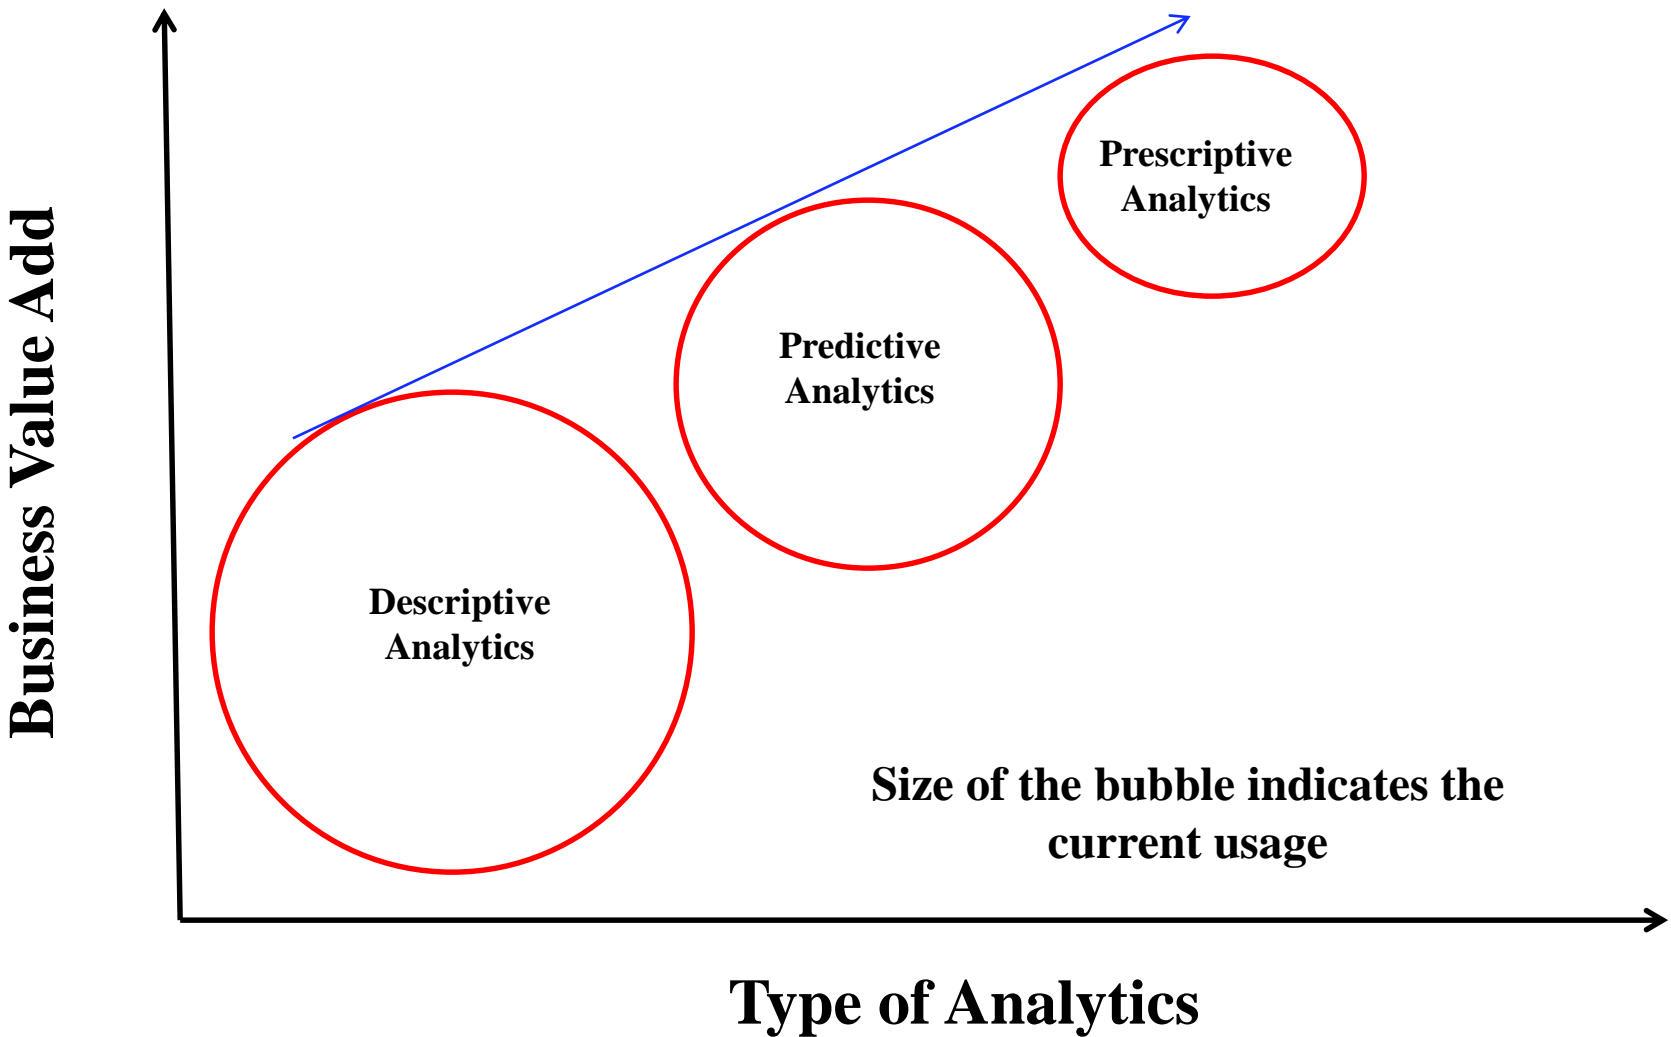 Business Value Add
Prescriptive
Analytics
Predictive
Analytics
Descriptive
Analytics
Size of the bubble indicates the
current usage
Type of Analytics